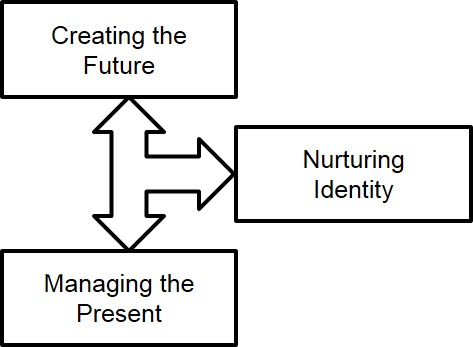 Creating the
Future
Nurturing
Identity
Managing the
Present